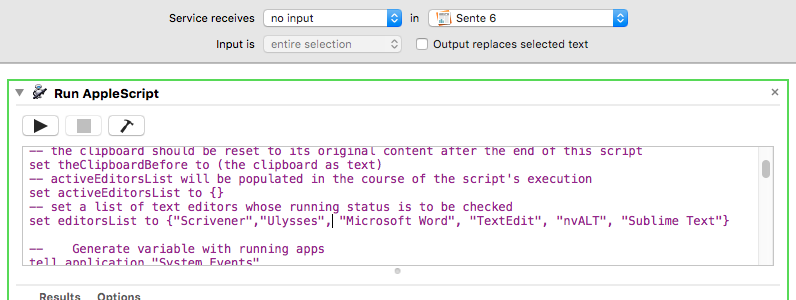 Service receives no input in Sente 6
Input is entire selection Output replaces selected text
Run AppleScript
-- the clipboard should be reset to its original content after the end of this script
set theClipboardBefore to (the clipboard as text)
-- activeEditorsList will be populated in the course of the script's execution
set activeEditorsList to {}
-- set a list of text editors whose running status is to be checked
set editorsList to {"Scrivener","Ulysses", "Microsoft Word", "TextEdit", "nvALT", "Sublime Text"}
--    Generate variable with running apps
tell application "System Events"
Results Options